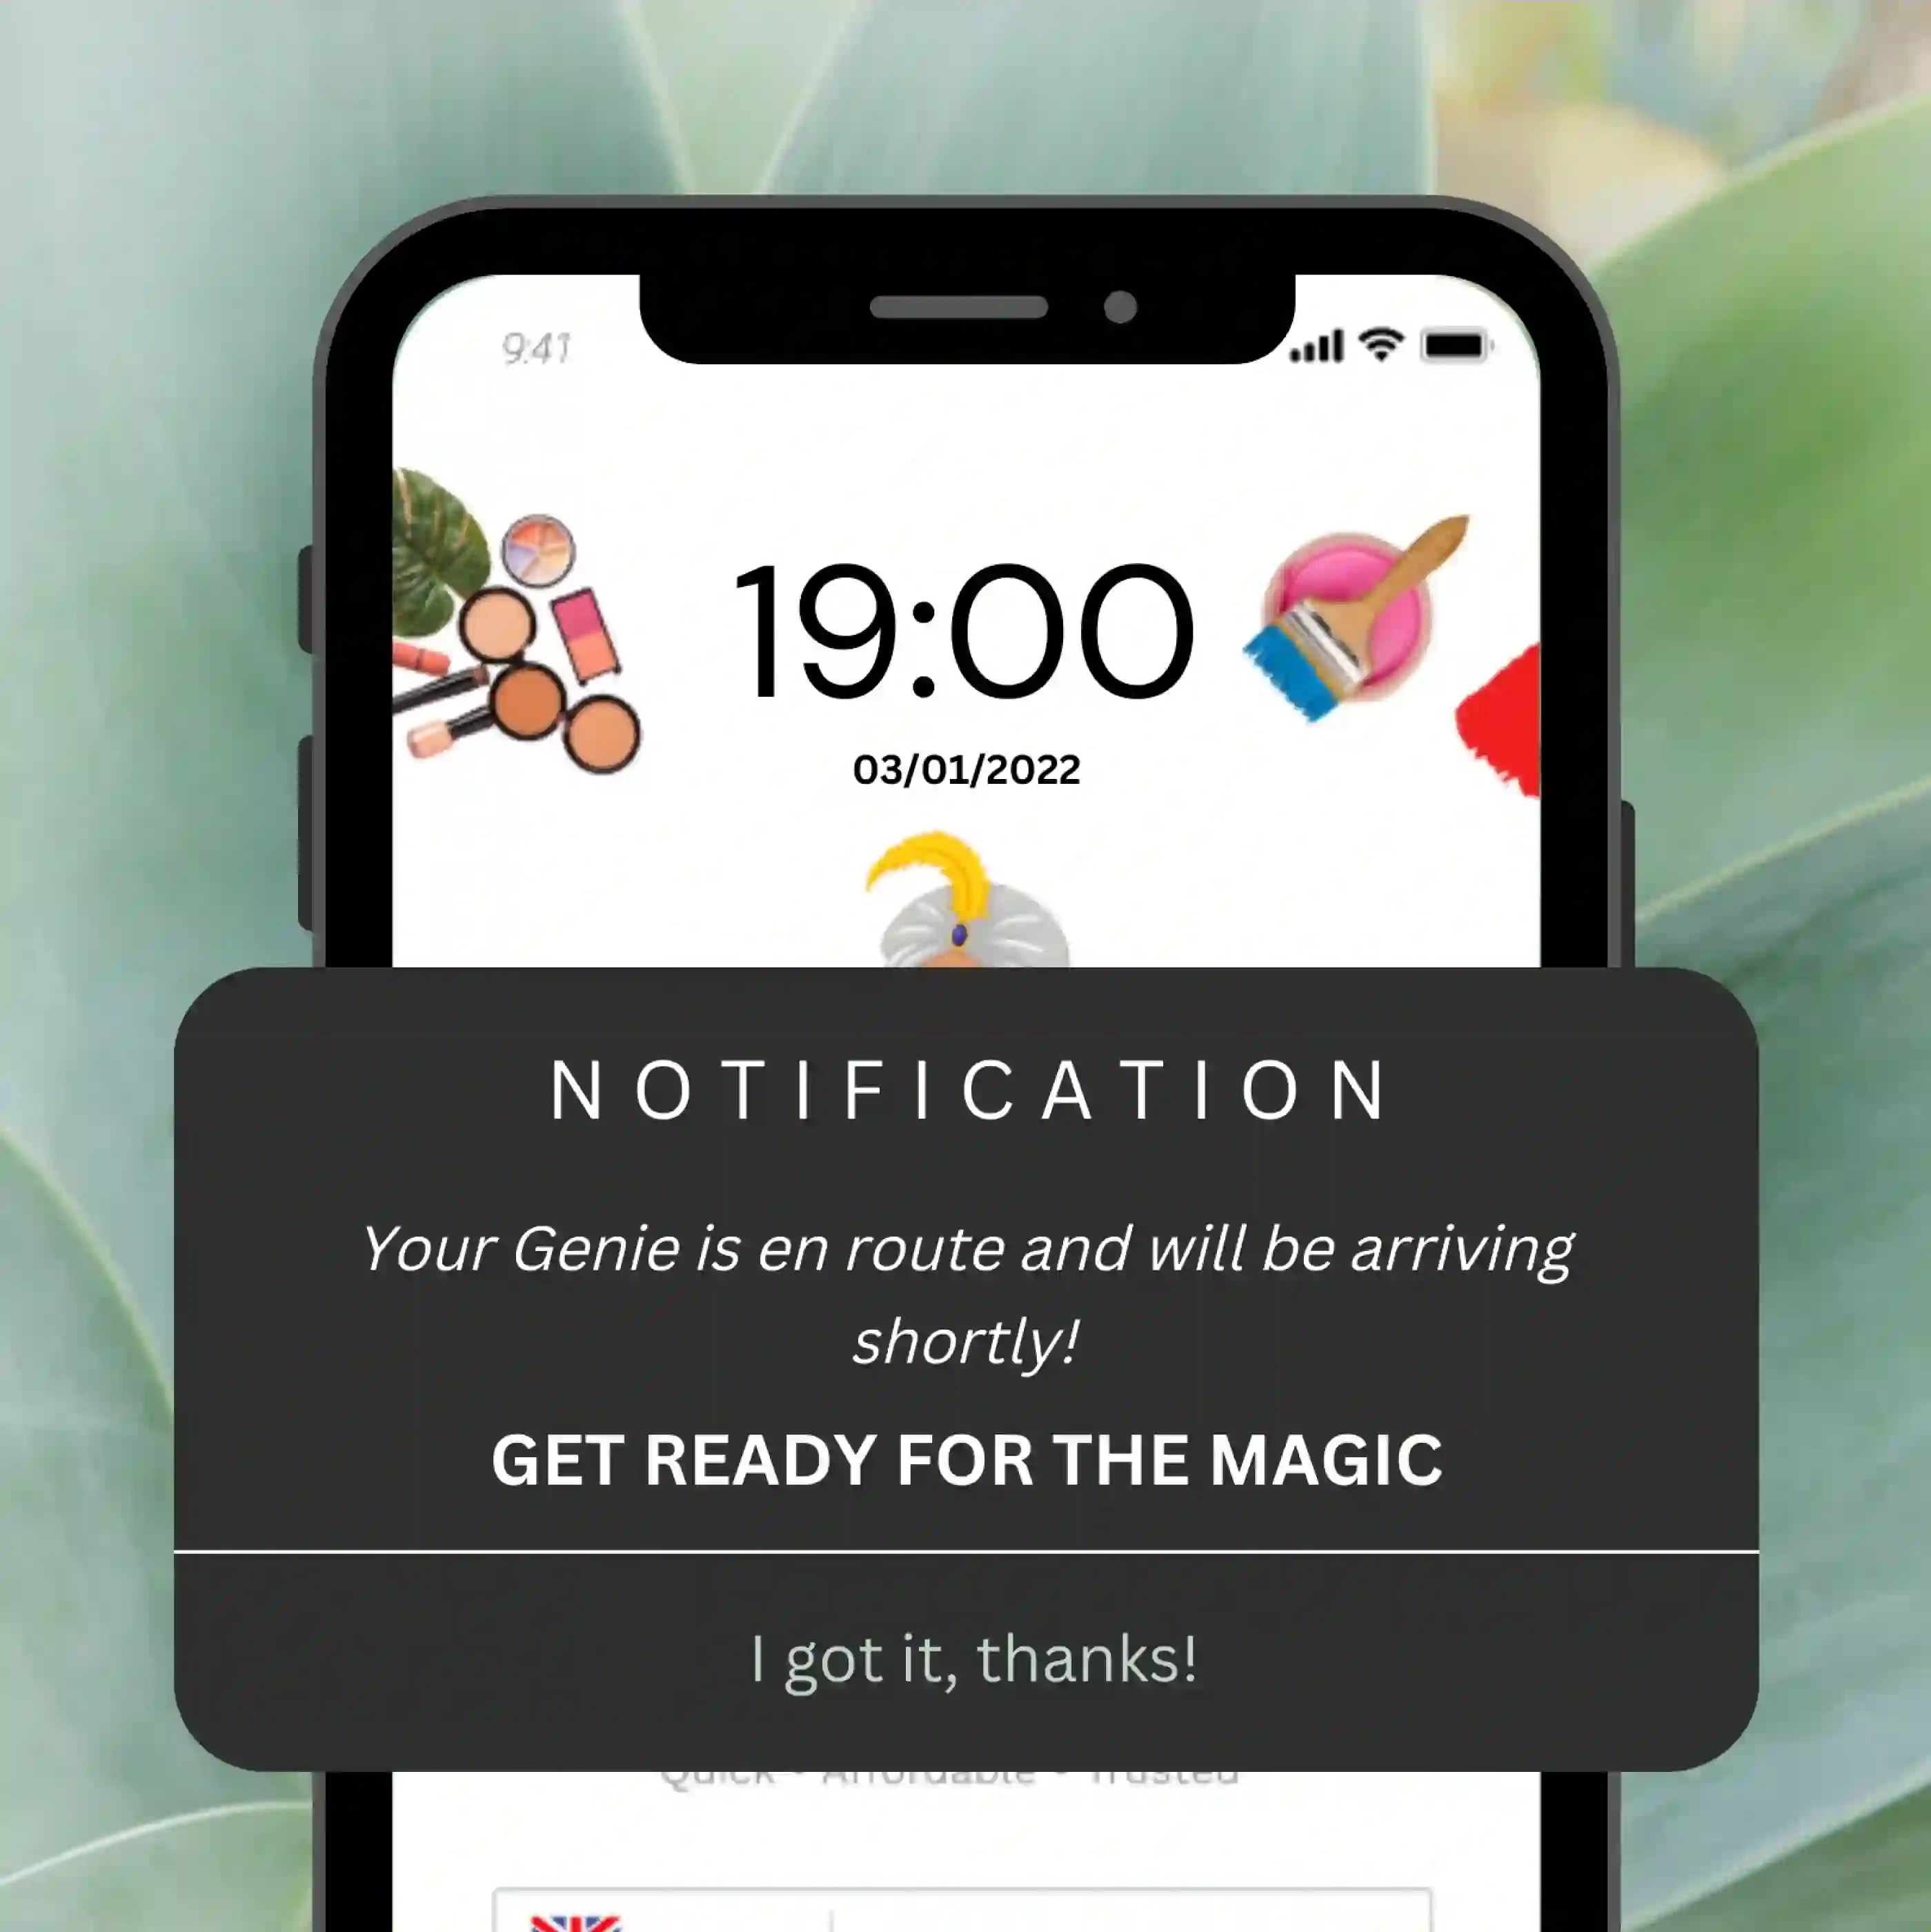 9:41
19:00
03/01/2022
NOTIFICATION
Your Genie is en route and will be arriving
shortly!
GET READY FOR THE MAGIC
I got it, thanks!
Quick - Affordable - Trusted